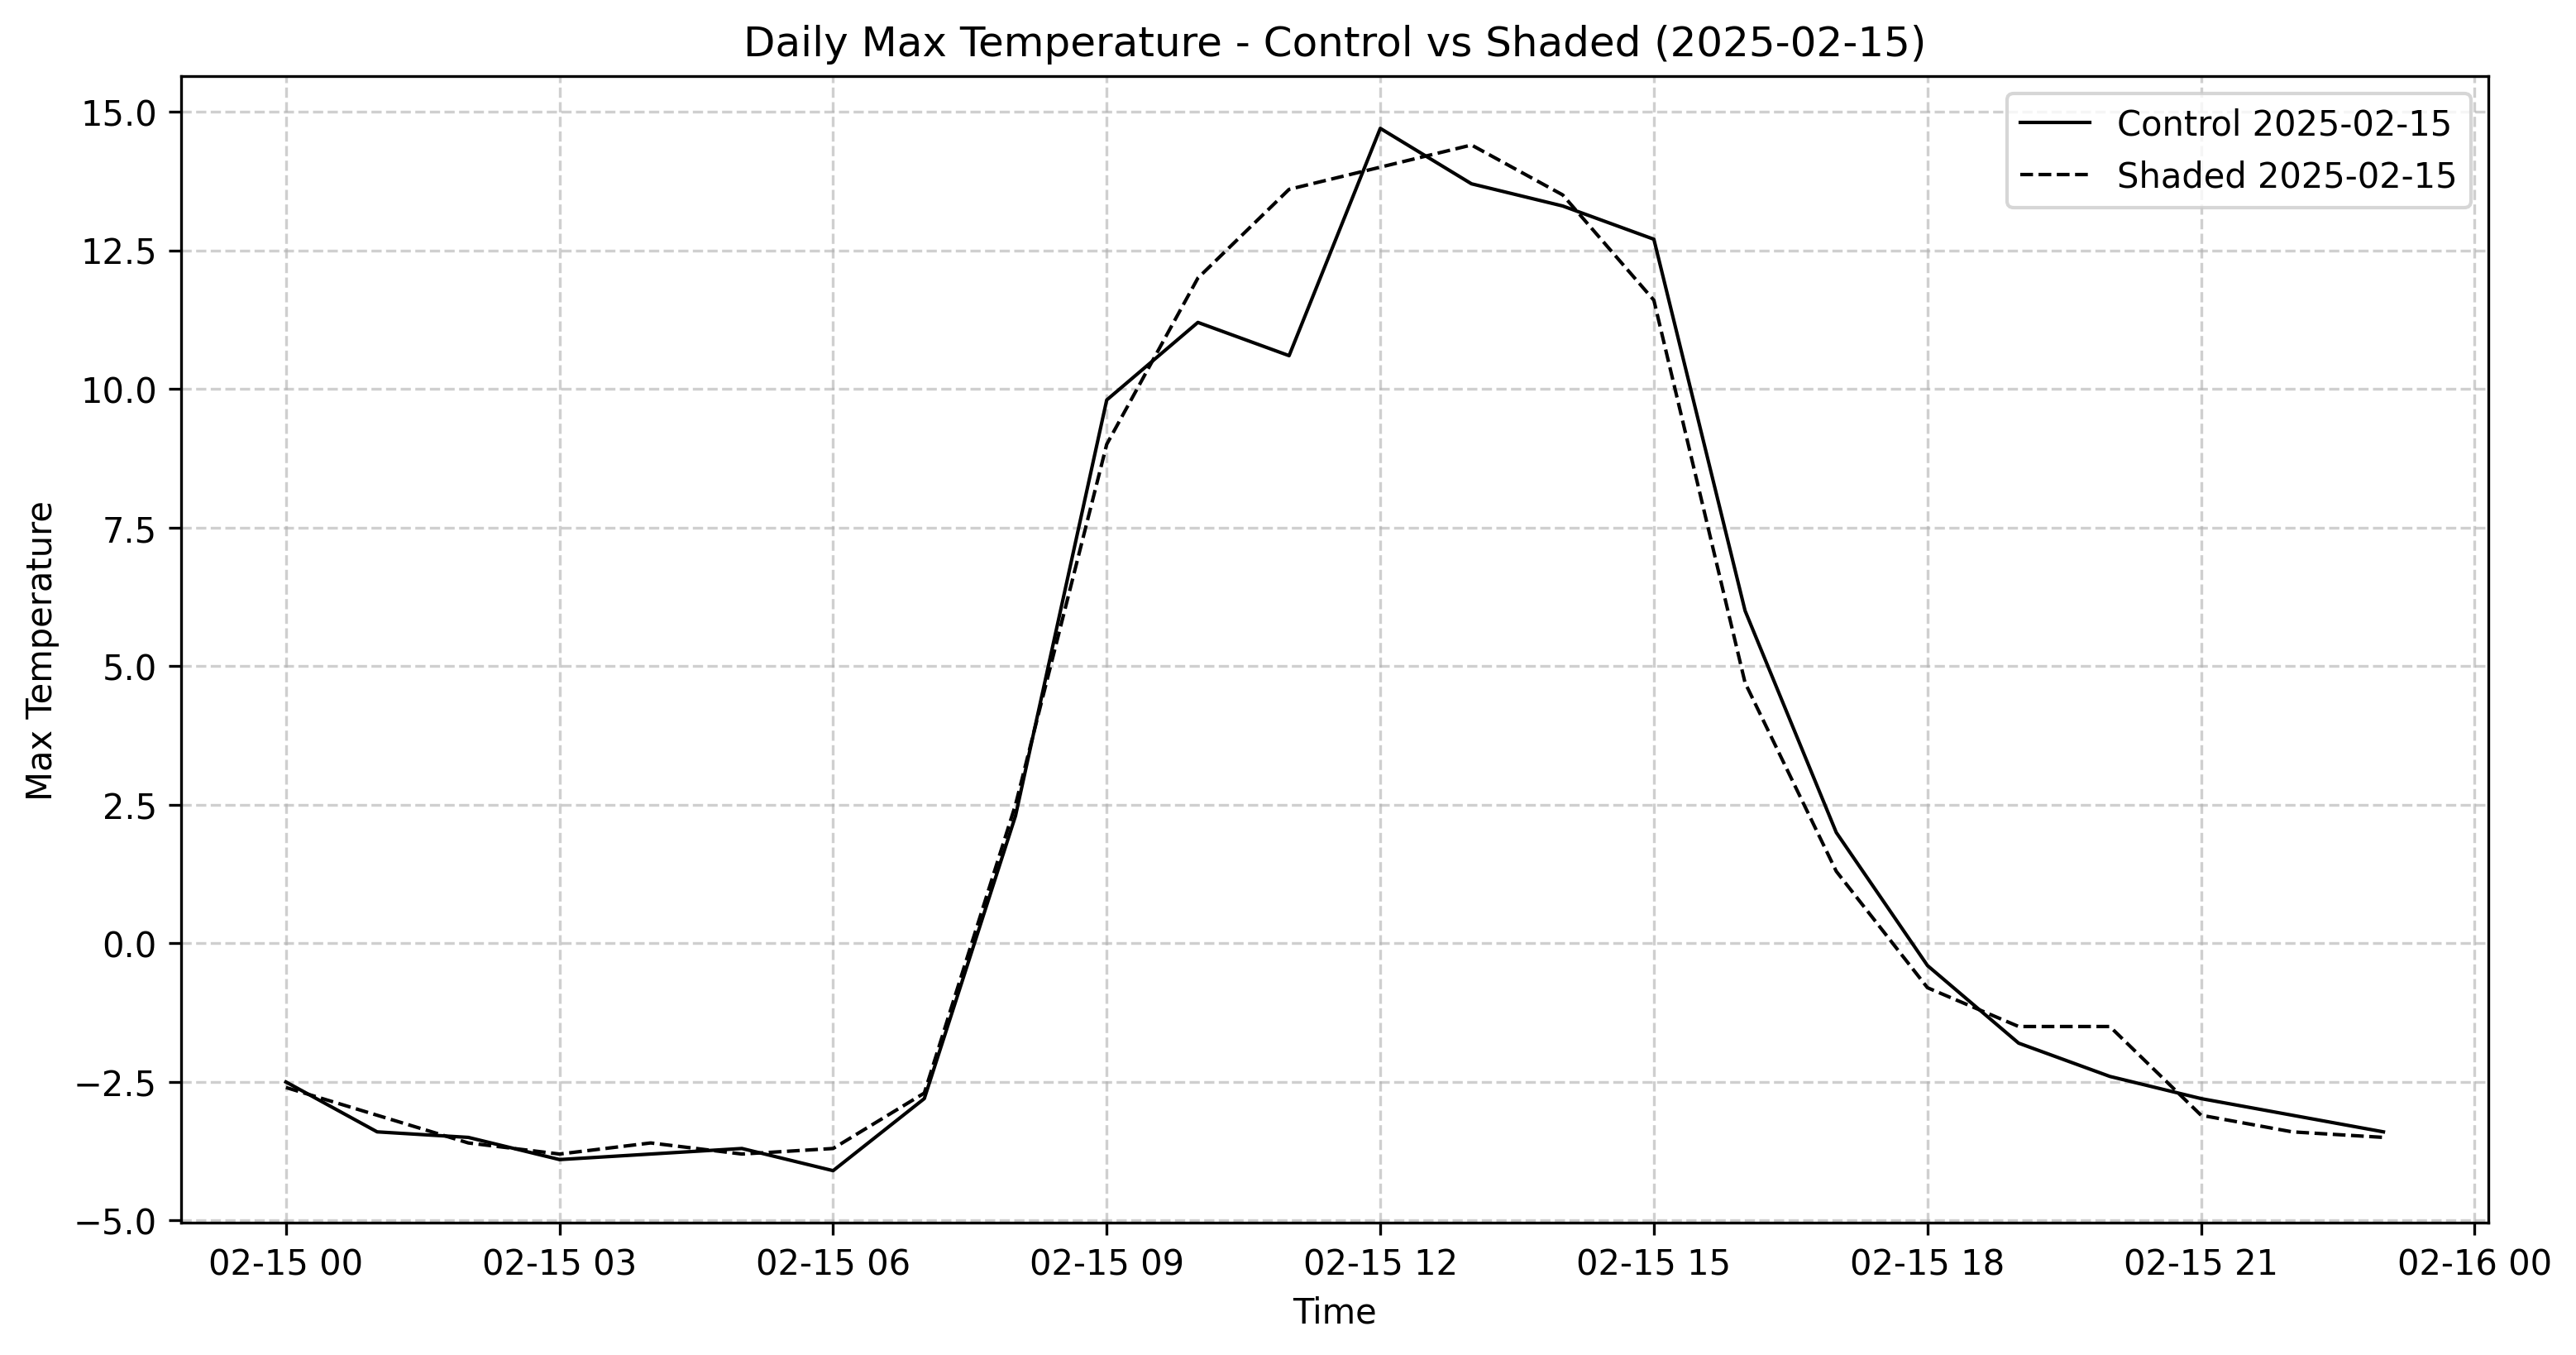 Daily Max Temperature - Control vs Shaded (2025-02-15)
Control 2025-02-15
Shaded 2025-02-15
Max Temperature
15.0
12.5
10.0
7.5
5.0
2.5
0.0
−2.5
−5.0
02-15 00 02-15 03 02-15 06 02-15 09 02-15 12 02-15 15 02-15 18 02-15 21 02-16 00
Time